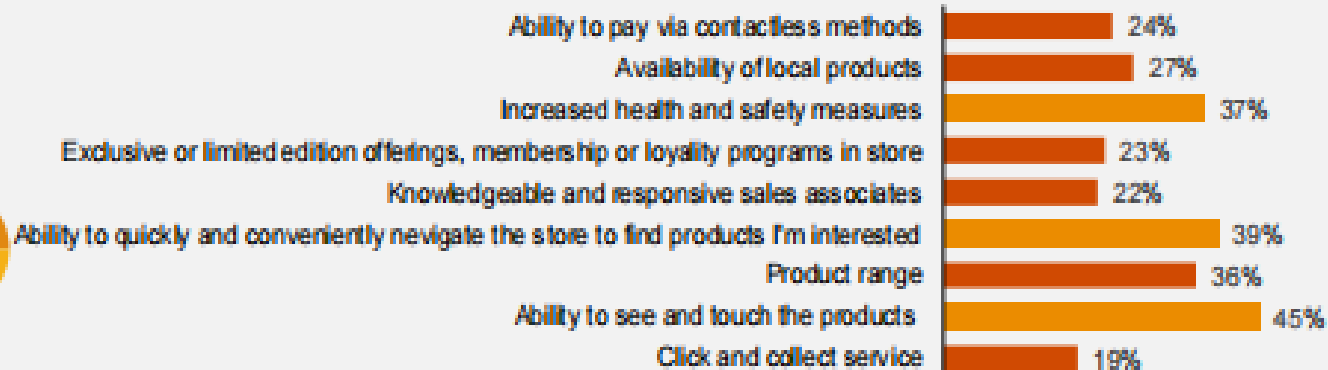 Ability to pay via contactless methods 24%
Availability of local products 27%
Increased health and safety measures 37%
Exclusive or limited edition offerings, membership or loyality programs in store 23%
Knowledgeable and responsive sales associates 22%
Ability to quickly and conveniently nevigate the store to find products I'm interested 39%
Product range 36%
Ability to see and touch the products 45%
Click and collect service 19%